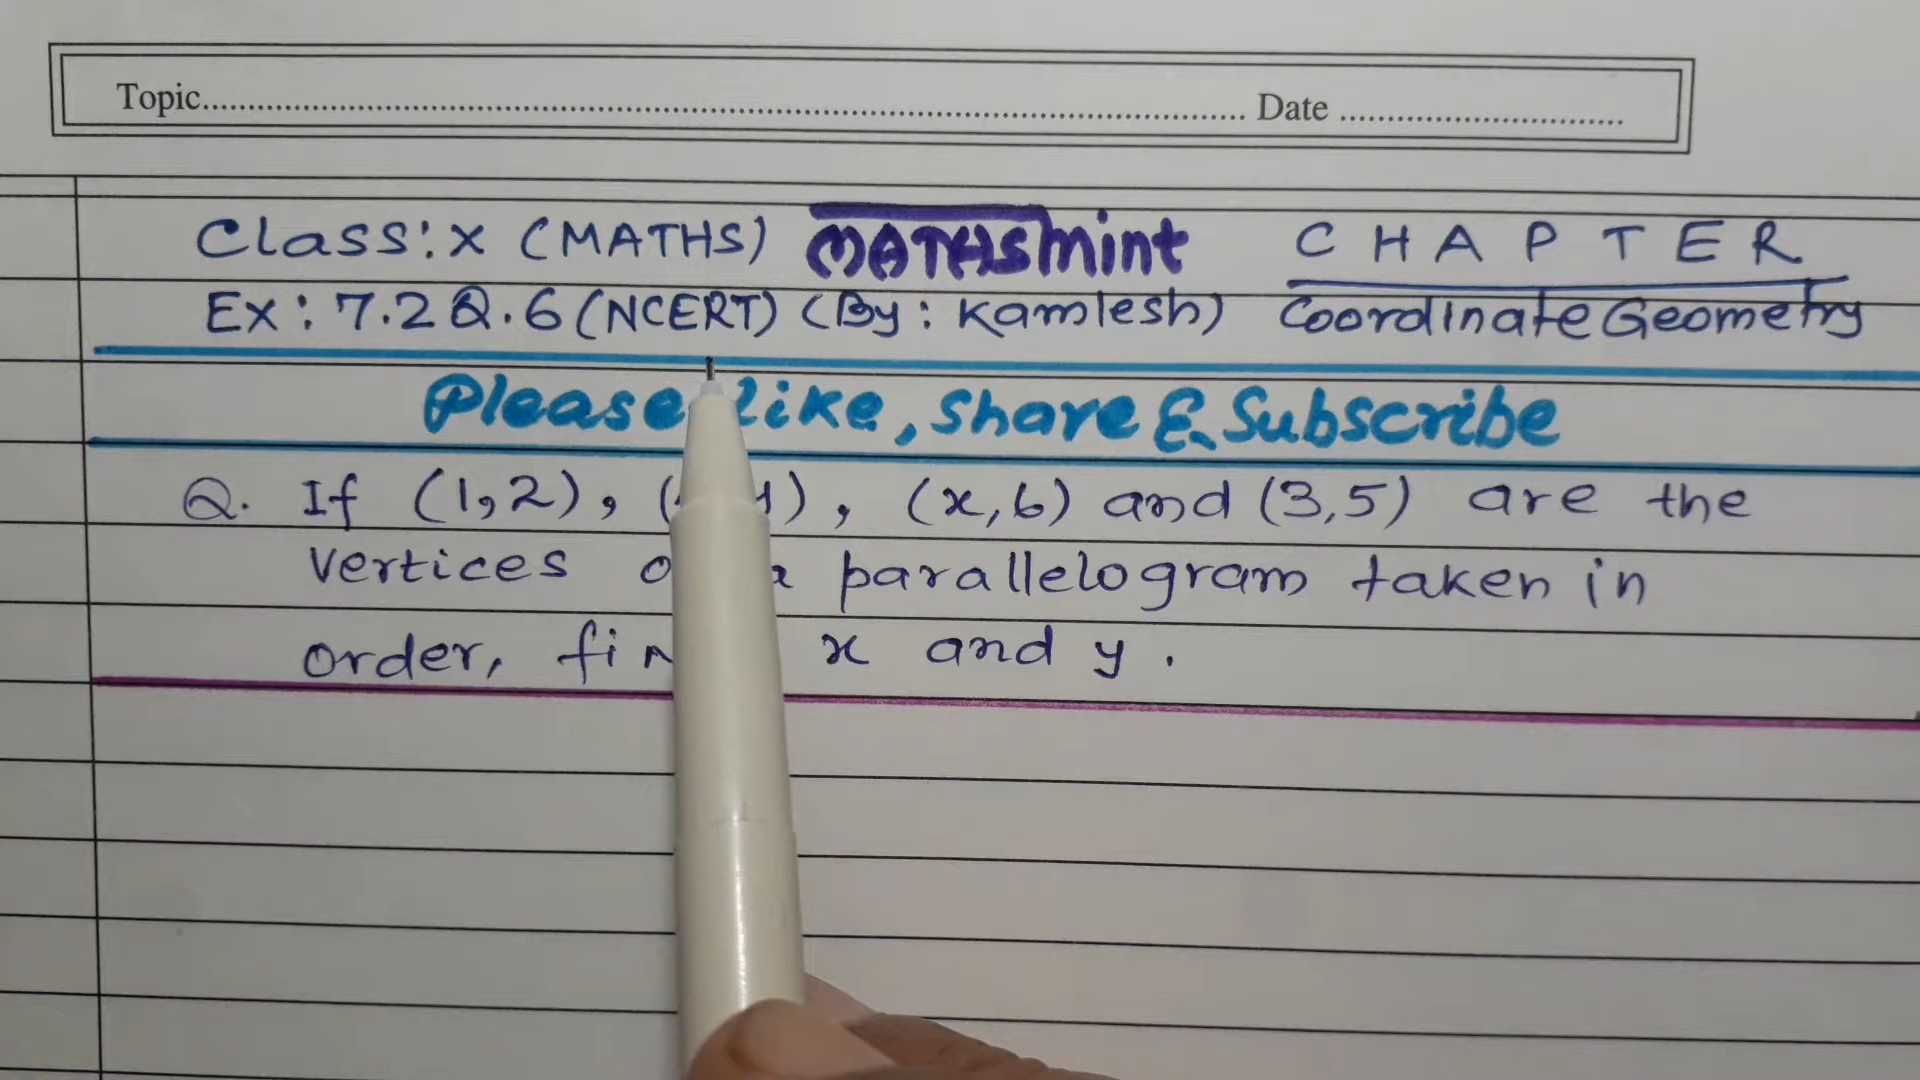 Topic Date
Class: X (MATHS) MATHSmint CHAPTER
Ex: 7.2 Q.6 (NCERT) (By: Kamlesh) Coordinate Geometry
Please Like, Share & Subscribe
Q. If (1,2), (x,6) and (3,5) are the
vertices parallelogram taken in
order, x and y.